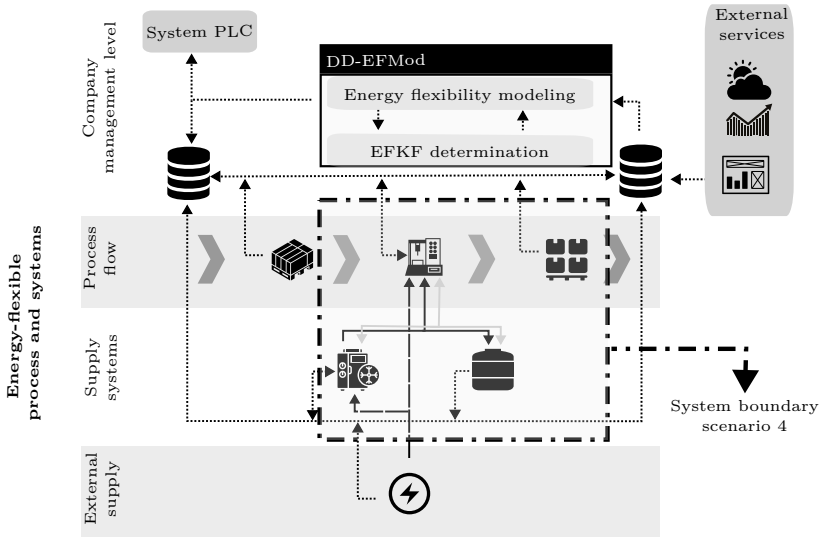 System PLC
External
services
Company
management level
DD-EFMod
Energy flexibility modeling
EFKF determination
Energy-flexible
process and systems
Process
flow
Supply
systems
System boundary
scenario 4
External
supply